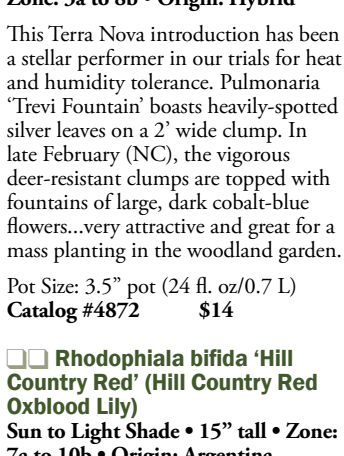 Zone: 5a to 8b • Origin: Hybrid
This Terra Nova introduction has been
a stellar performer in our trials for heat
and humidity tolerance. Pulmonaria
‘Trevi Fountain’ boasts heavily-spotted
silver leaves on a 2’ wide clump. In
late February (NC), the vigorous
deer-resistant clumps are topped with
fountains of large, dark cobalt-blue
flowers...very attractive and great for a
mass planting in the woodland garden.
Pot Size: 3.5” pot (24 fl. oz/0.7 L)
Catalog #4872 $14
❏❏ Rhodophiala bifida ‘Hill
Country Red’ (Hill Country Red
Oxblood Lily)
Sun to Light Shade • 15” tall • Zone:
7a to 10b • Origin: Argentina